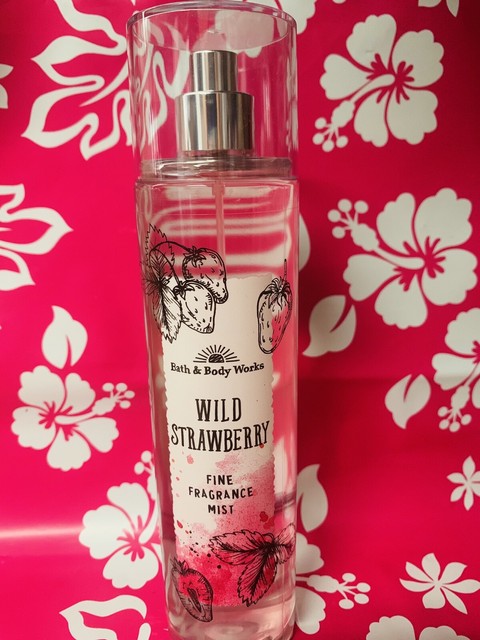 Bath & Body Works
WILD
STRAWBERRY
FINE
FRAGRANCE
MIST